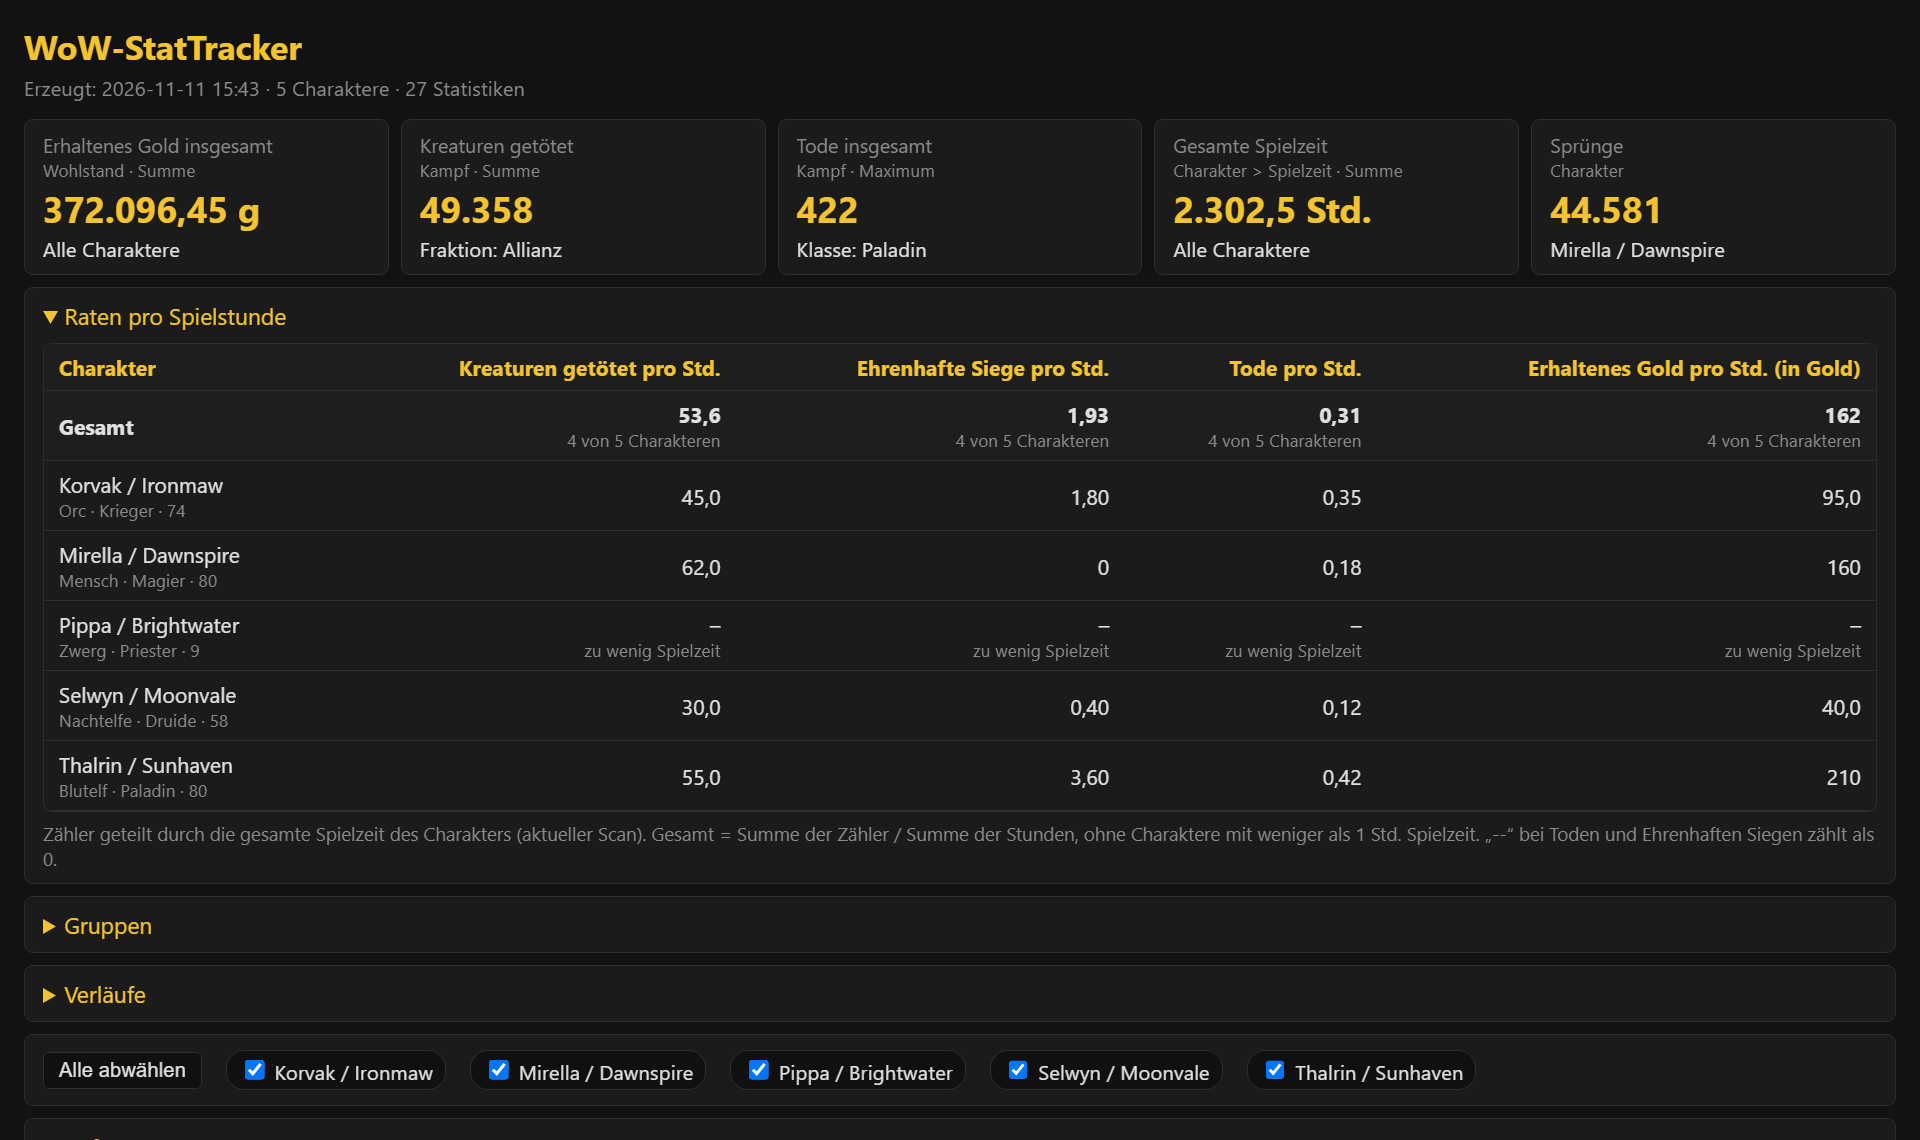 WoW-StatTracker
Erzeugt: 2026-11-11 15:43 · 5 Charaktere · 27 Statistiken
Erhaltenes Gold insgesamt
Wohlstand · Summe
372.096,45 g
Alle Charaktere
Kreaturen getötet
Kampf · Summe
49.358
Fraktion: Allianz
Tode insgesamt
Kampf · Maximum
422
Klasse: Paladin
Gesamte Spielzeit
Charakter > Spielzeit · Summe
2.302,5 Std.
Alle Charaktere
Sprünge
Charakter
44.581
Mirella / Dawnspire
Raten pro Spielstunde
Charakter Kreaturen getötet pro Std. Ehrenhafte Siege pro Std. Tode pro Std. Erhaltenes Gold pro Std. (in Gold)
Gesamt 53,6 1,93 0,31 162
4 von 5 Charakteren 4 von 5 Charakteren 4 von 5 Charakteren 4 von 5 Charakteren
Korvak / Ironmaw 45,0 1,80 0,35 95,0
Orc · Krieger · 74
Mirella / Dawnspire 62,0 0 0,18 160
Mensch · Magier · 80
Pippa / Brightwater – – – –
Zwerg · Priester · 9 zu wenig Spielzeit zu wenig Spielzeit zu wenig Spielzeit zu wenig Spielzeit
Selwyn / Moonvale 30,0 0,40 0,12 40,0
Nachtelfe · Druide · 58
Thalrin / Sunhaven 55,0 3,60 0,42 210
Blutelf · Paladin · 80
Zähler geteilt durch die gesamte Spielzeit des Charakters (aktueller Scan). Gesamt = Summe der Zähler / Summe der Stunden, ohne Charaktere mit weniger als 1 Std. Spielzeit. „--“ bei Toden und Ehrenhaften Siegen zählt als
0.
Gruppen
Verläufe
Alle abwählen Korvak / Ironmaw Mirella / Dawnspire Pippa / Brightwater Selwyn / Moonvale Thalrin / Sunhaven